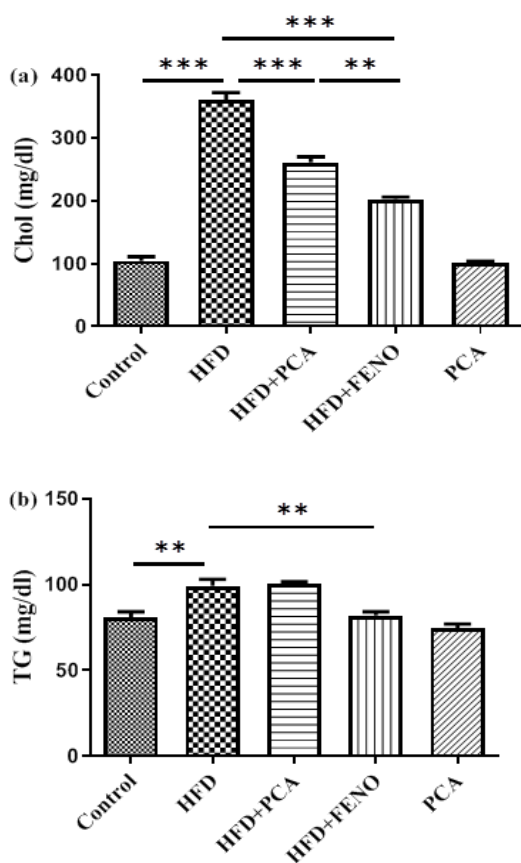 ***
*** *** **
(a)
400
300
200
100
0
Chol (mg/dl)
Control
HFD
HFD+PCA
HFD+FENO
PCA
(b)
150
**
**
100
50
0
TG (mg/dl)
Control
HFD
HFD+PCA
HFD+FENO
PCA